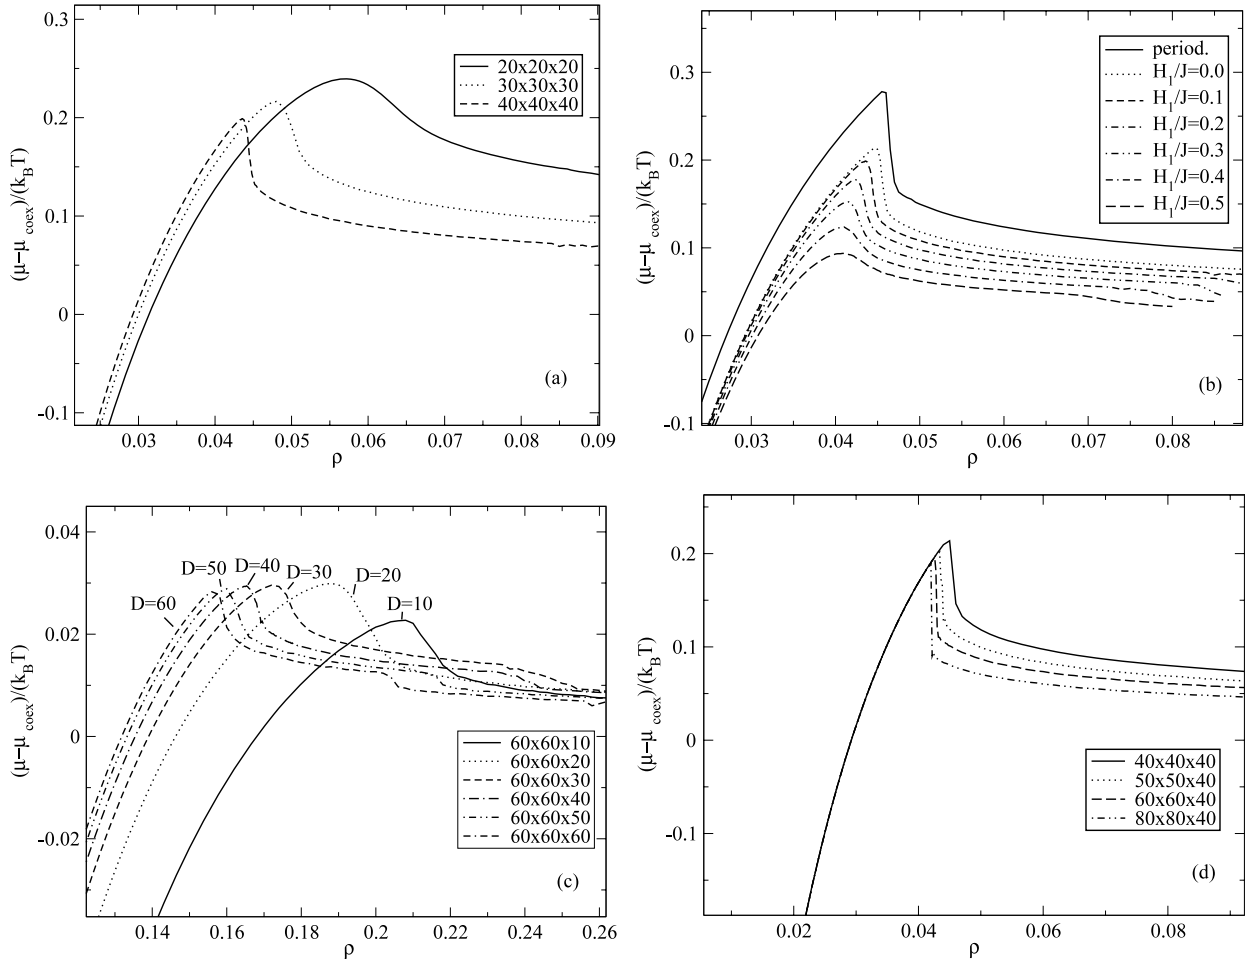 0.3
0.2
0.1
0
-0.1
(μ−μ coex)/(k_B T)
20x20x20
30x30x30
40x40x40
(a)
0.03 0.04 0.05 0.06 0.07 0.08 0.09
ρ
0.3
0.2
0.1
0
-0.1
(μ−μ coex)/(k_B T)
period.
H_1/J=0.0
H_1/J=0.1
H_1/J=0.2
H_1/J=0.3
H_1/J=0.4
H_1/J=0.5
(b)
0.03 0.04 0.05 0.06 0.07 0.08
ρ
0.04
0.02
0
-0.02
(μ−μ coex)/(k_B T)
D=60
D=50
D=40
D=30
D=20
D=10
60x60x10
60x60x20
60x60x30
60x60x40
60x60x50
60x60x60
(c)
0.14 0.16 0.18 0.2 0.22 0.24 0.26
ρ
0.2
0.1
0
-0.1
(μ−μ coex)/(k_B T)
40x40x40
50x50x40
60x60x40
80x80x40
(d)
0.02 0.04 0.06 0.08
ρ